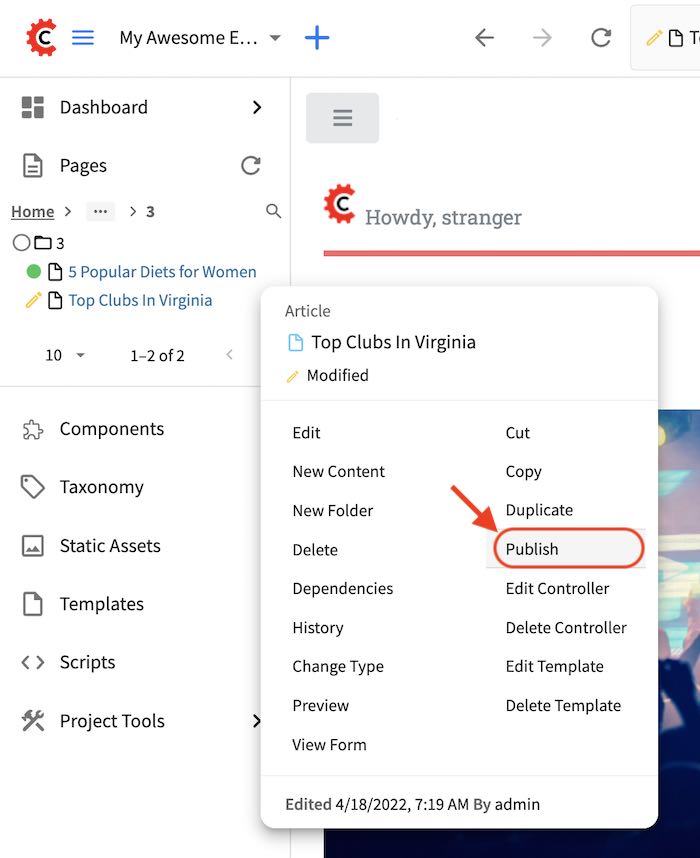 C
My Awesome E...
Dashboard
Pages
Home > ... > 3
3
5 Popular Diets for Women
Top Clubs In Virginia
10
1–2 of 2
Components
Taxonomy
Static Assets
Templates
Scripts
Project Tools
C
Howdy, stranger
Article
Top Clubs In Virginia
Modified
Edit
Cut
New Content
Copy
New Folder
Duplicate
Delete
Publish
Dependencies
Edit Controller
History
Delete Controller
Change Type
Edit Template
Preview
Delete Template
View Form
Edited 4/18/2022, 7:19 AM By admin